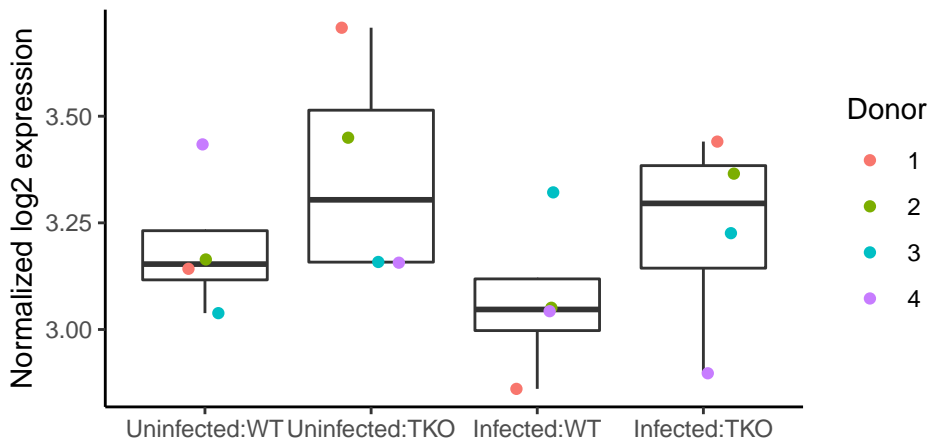 Normalized log2 expression
3.50
3.25
3.00
Uninfected:WT Uninfected:TKO Infected:WT Infected:TKO
Donor
1
2
3
4